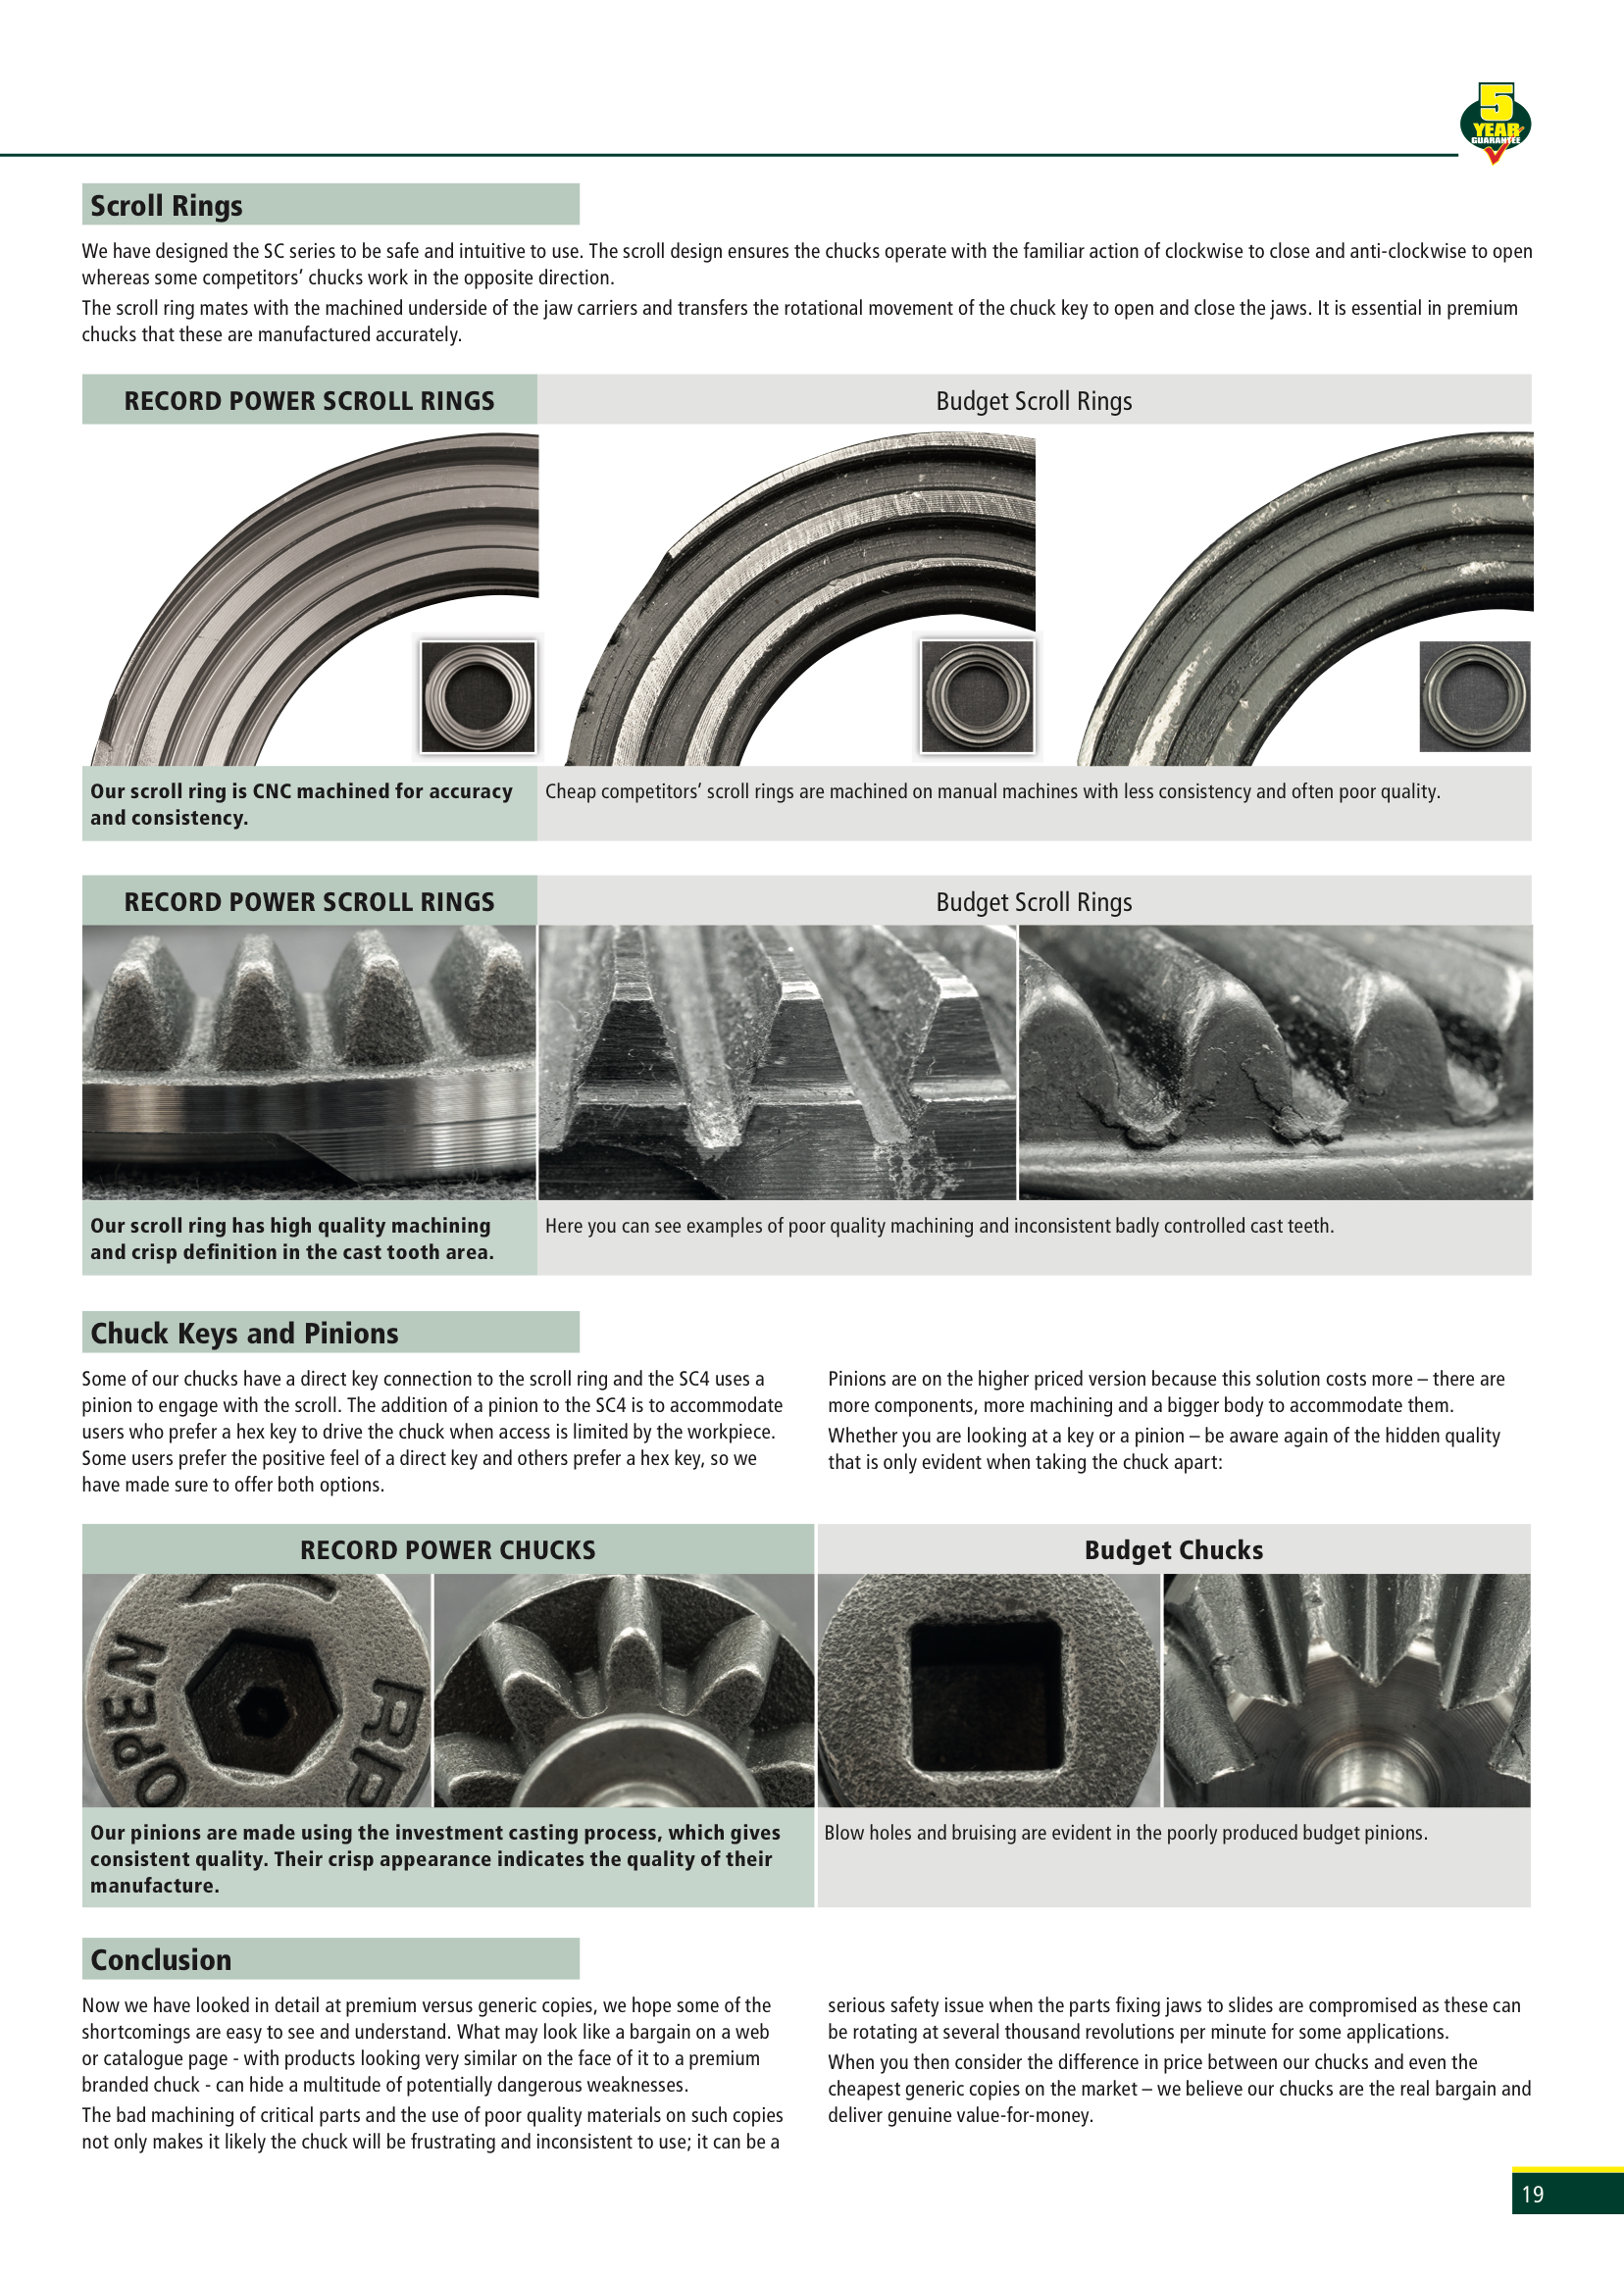 5
YEAR
GUARANTEE
Scroll Rings
We have designed the SC series to be safe and intuitive to use. The scroll design ensures the chucks operate with the familiar action of clockwise to close and anti-clockwise to open
whereas some competitors’ chucks work in the opposite direction.
The scroll ring mates with the machined underside of the jaw carriers and transfers the rotational movement of the chuck key to open and close the jaws. It is essential in premium
chucks that these are manufactured accurately.
RECORD POWER SCROLL RINGS
Budget Scroll Rings
Our scroll ring is CNC machined for accuracy
and consistency.
Cheap competitors’ scroll rings are machined on manual machines with less consistency and often poor quality.
RECORD POWER SCROLL RINGS
Budget Scroll Rings
Our scroll ring has high quality machining
and crisp definition in the cast tooth area.
Here you can see examples of poor quality machining and inconsistent badly controlled cast teeth.
Chuck Keys and Pinions
Some of our chucks have a direct key connection to the scroll ring and the SC4 uses a
pinion to engage with the scroll. The addition of a pinion to the SC4 is to accommodate
users who prefer a hex key to drive the chuck when access is limited by the workpiece.
Some users prefer the positive feel of a direct key and others prefer a hex key, so we
have made sure to offer both options.
Pinions are on the higher priced version because this solution costs more – there are
more components, more machining and a bigger body to accommodate them.
Whether you are looking at a key or a pinion – be aware again of the hidden quality
that is only evident when taking the chuck apart:
RECORD POWER CHUCKS
Budget Chucks
OPEN
RP
Our pinions are made using the investment casting process, which gives
consistent quality. Their crisp appearance indicates the quality of their
manufacture.
Blow holes and bruising are evident in the poorly produced budget pinions.
Conclusion
Now we have looked in detail at premium versus generic copies, we hope some of the
shortcomings are easy to see and understand. What may look like a bargain on a web
or catalogue page - with products looking very similar on the face of it to a premium
branded chuck - can hide a multitude of potentially dangerous weaknesses.
The bad machining of critical parts and the use of poor quality materials on such copies
not only makes it likely the chuck will be frustrating and inconsistent to use; it can be a
serious safety issue when the parts fixing jaws to slides are compromised as these can
be rotating at several thousand revolutions per minute for some applications.
When you then consider the difference in price between our chucks and even the
cheapest generic copies on the market – we believe our chucks are the real bargain and
deliver genuine value-for-money.
19